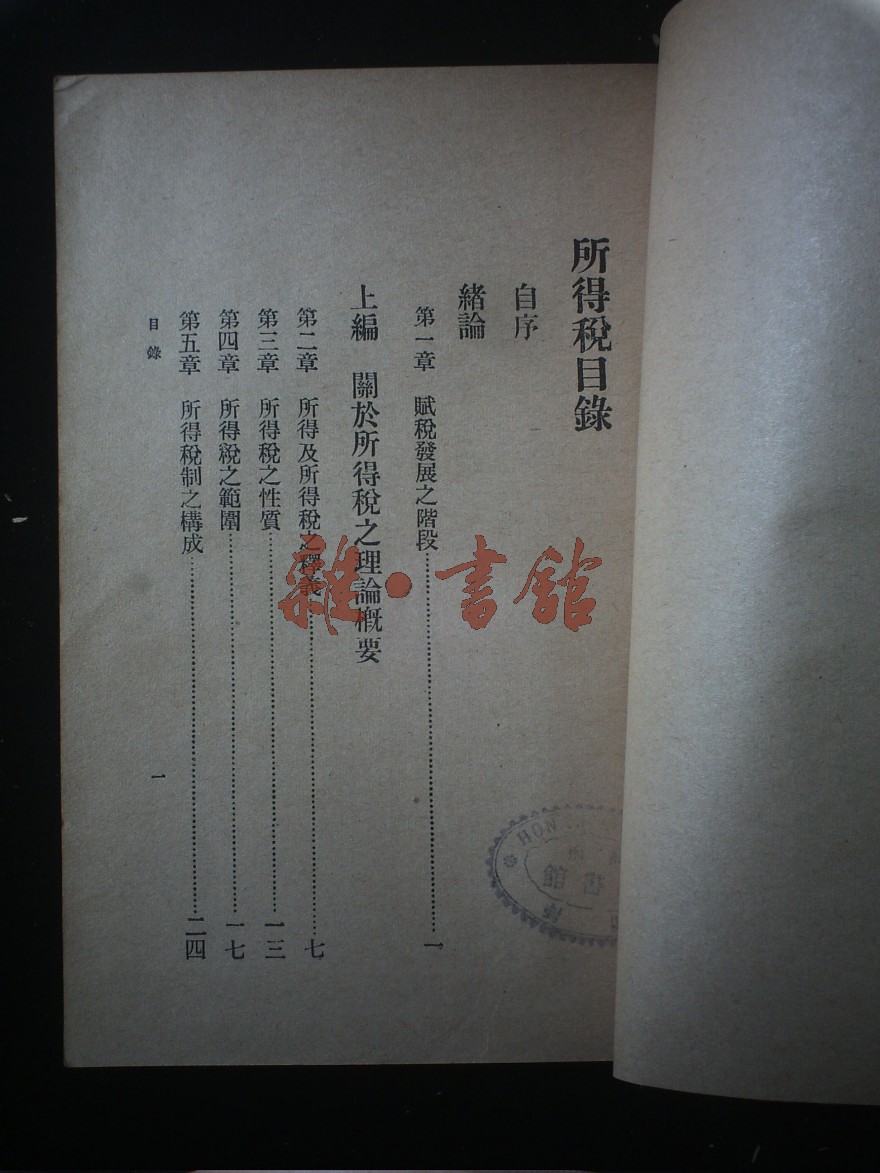 所得稅目錄
自序
緒論
第一章 賦稅發展之階段 一
上編 關於所得稅之理論概要
第二章 所得及所得稅之釋義 七
第三章 所得稅之性質 一三
第四章 所得稅之範圍 一七
第五章 所得稅制之構成 二四
目錄
一
雜·書館
HOW